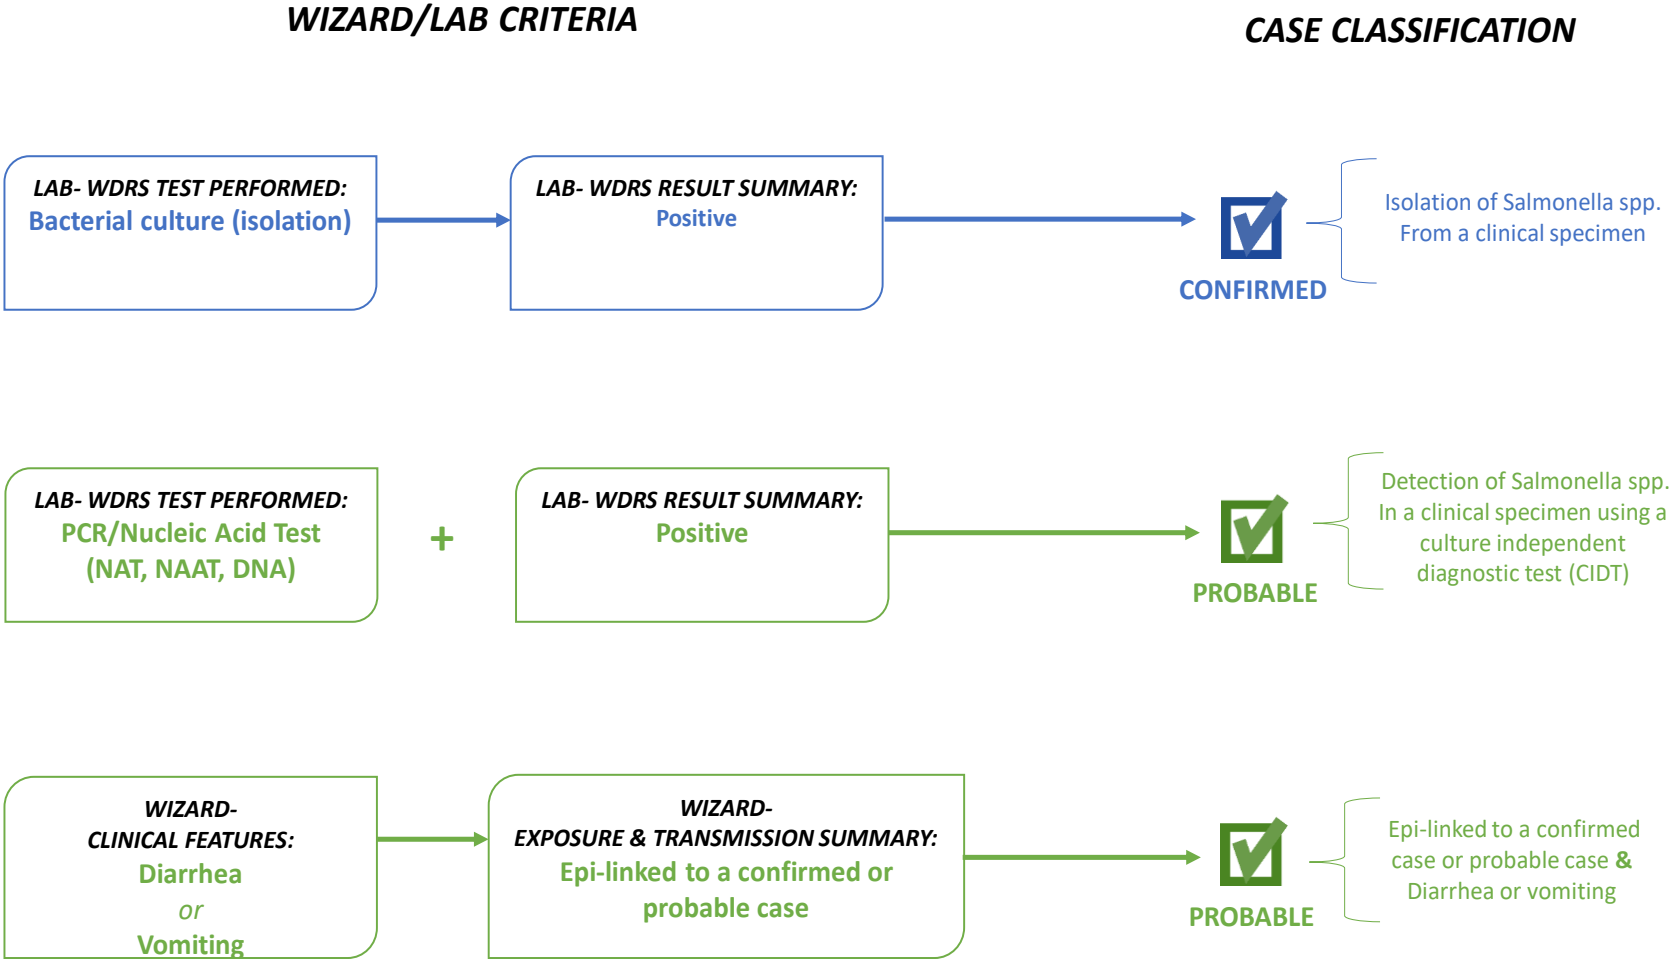 WIZARD/LAB CRITERIA
CASE CLASSIFICATION
LAB- WDRS TEST PERFORMED:
Bacterial culture (isolation)
LAB- WDRS RESULT SUMMARY:
Positive
CONFIRMED
Isolation of Salmonella spp.
From a clinical specimen
LAB- WDRS TEST PERFORMED:
PCR/Nucleic Acid Test
(NAT, NAAT, DNA)
+
LAB- WDRS RESULT SUMMARY:
Positive
PROBABLE
Detection of Salmonella spp.
In a clinical specimen using a
culture independent
diagnostic test (CIDT)
WIZARD-
CLINICAL FEATURES:
Diarrhea
or
Vomiting
WIZARD-
EXPOSURE & TRANSMISSION SUMMARY:
Epi-linked to a confirmed or
probable case
PROBABLE
Epi-linked to a confirmed
case or probable case &
Diarrhea or vomiting